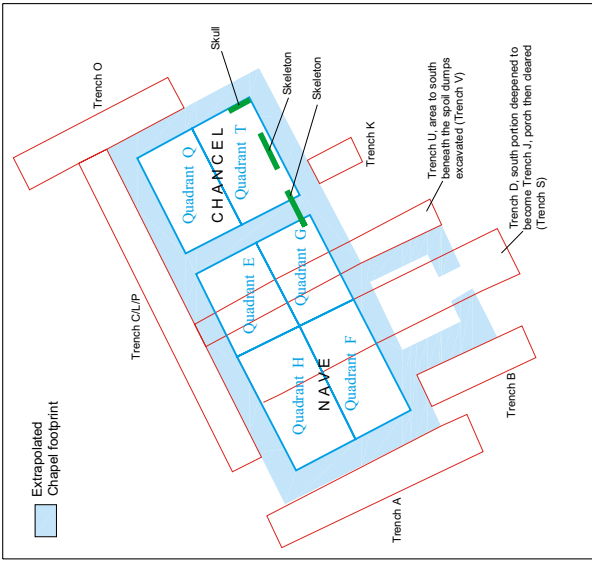 Extrapolated
Chapel footprint
Trench O
Skull
Skeleton
Skeleton
Trench K
Trench U, area to south
beneath the spoil dumps
excavated (Trench V)
Trench D, south portion deepened to
become Trench J, porch then cleared
(Trench S)
Trench C/L/P
Quadrant Q
CHANCEL
Quadrant T
Quadrant E
Quadrant G
Quadrant H
NAVE
Quadrant F
Trench B
Trench A